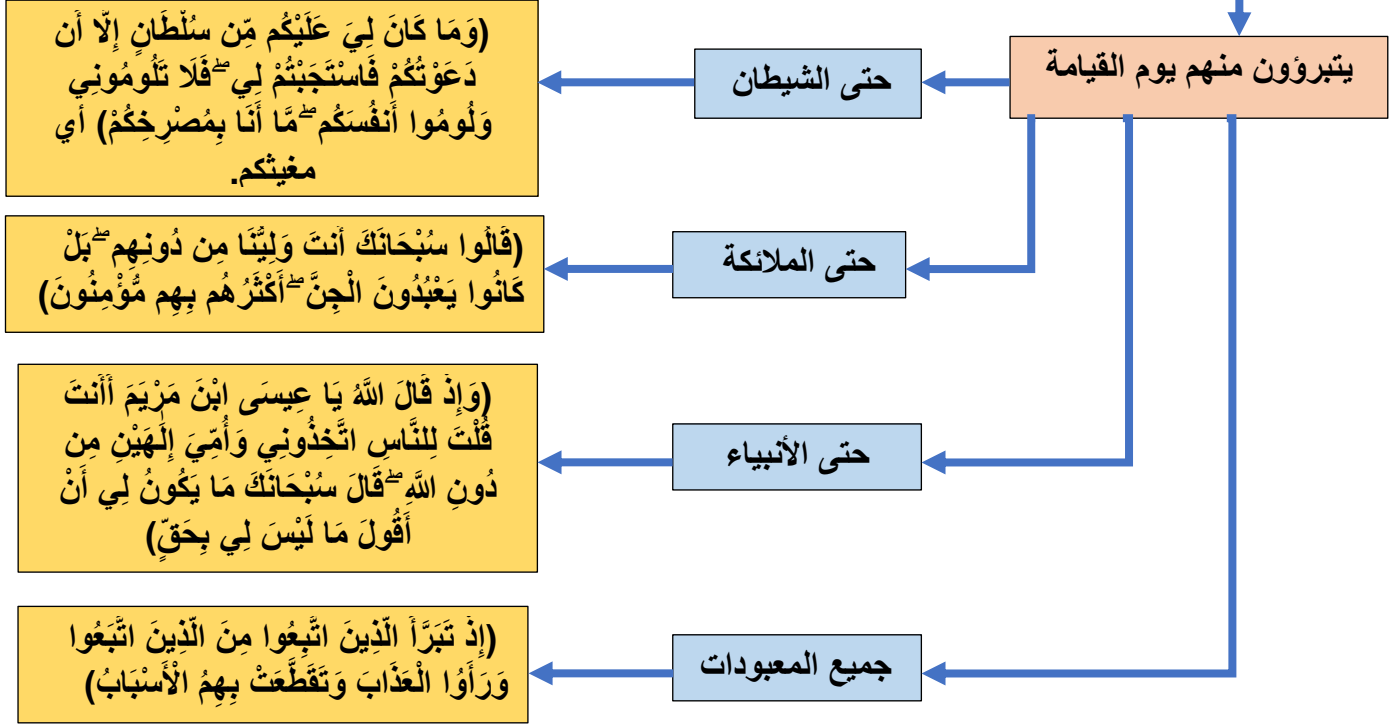 يتبرؤون منهم يوم القيامة
حتى الشيطان
(وَمَا كَانَ لِيَ عَلَيْكُم مِّن سُلْطَانٍ إِلَّا أَن
دَعَوْتُكُمْ فَاسْتَجَبْتُمْ لِي ۖ فَلَا تَلُومُونِي
وَلُومُوا أَنفُسَكُم ۖ مَّا أَنَا بِمُصْرِخِكُمْ) أي
مغيثكم.
حتى الملائكة
(قَالُوا سُبْحَانَكَ أَنتَ وَلِيُّنَا مِن دُونِهِم ۖ بَلْ
كَانُوا يَعْبُدُونَ الْجِنَّ ۖ أَكْثَرُهُم بِهِم مُّؤْمِنُونَ)
حتى الأنبياء
(وَإِذْ قَالَ اللَّهُ يَا عِيسَى ابْنَ مَرْيَمَ أَأَنتَ
قُلْتَ لِلنَّاسِ اتَّخِذُونِي وَأُمِّيَ إِلَٰهَيْنِ مِن
دُونِ اللَّهِ ۖ قَالَ سُبْحَانَكَ مَا يَكُونُ لِي أَنْ
أَقُولَ مَا لَيْسَ لِي بِحَقٍّ)
جميع المعبودات
(إِذْ تَبَرَّأَ الَّذِينَ اتُّبِعُوا مِنَ الَّذِينَ اتَّبَعُوا
وَرَأَوُا الْعَذَابَ وَتَقَطَّعَتْ بِهِمُ الْأَسْبَابُ)